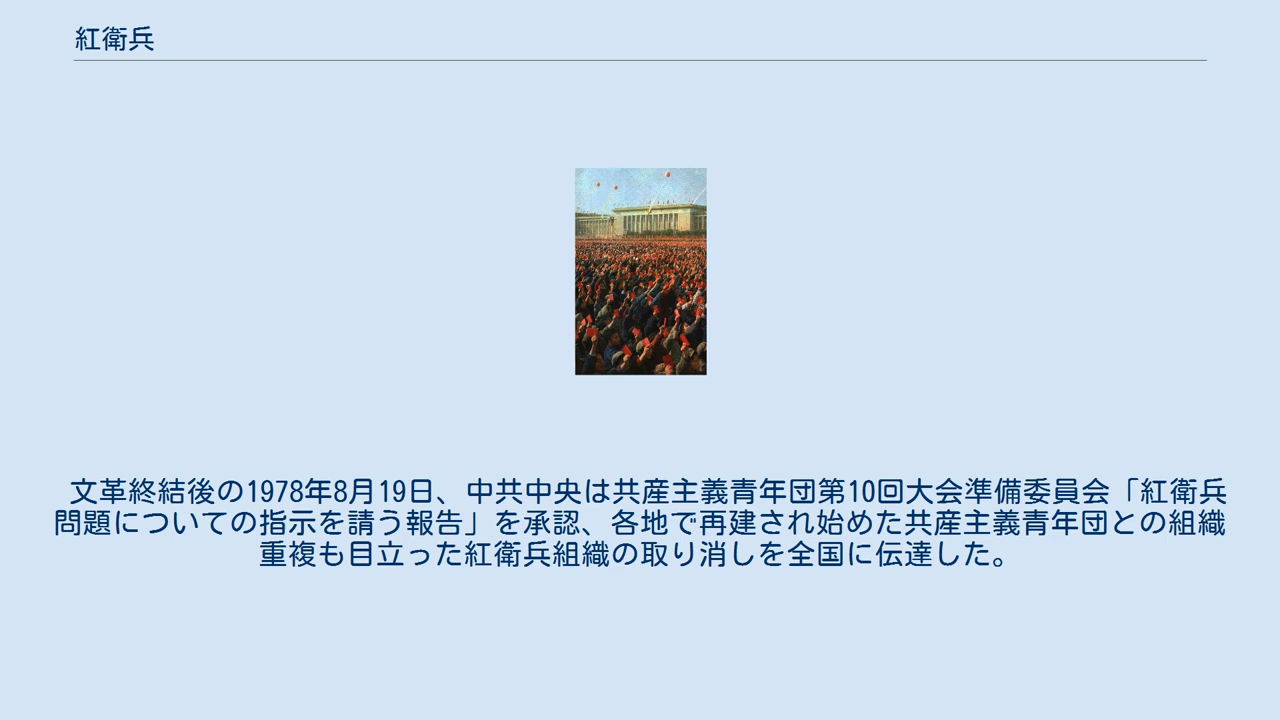 紅衛兵
文革終結後の1978年8月19日、中共中央は共産主義青年団第10回大会準備委員会「紅衛兵
問題についての指示を請う報告」を承認、各地で再建され始めた共産主義青年団との組織
重複も目立った紅衛兵組織の取り消しを全国に伝達した。